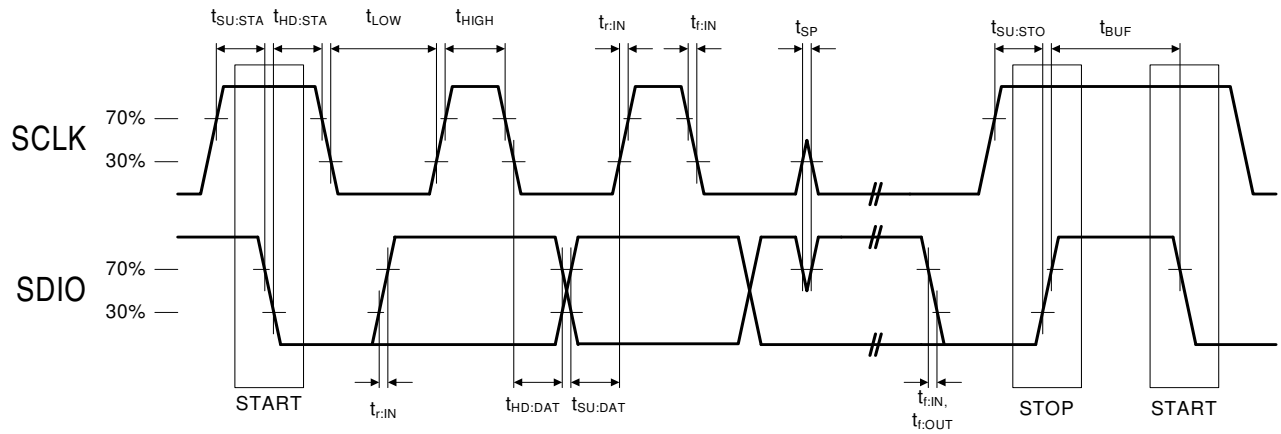 tSU:STA tHD:STA tLOW tHIGH tr:IN tf:IN tSP tSU:STO tBUF
70%
SCLK
30%
70%
SDIO
30%
START tr:IN tHD:DAT tSU:DAT tf:IN, tf:OUT STOP START